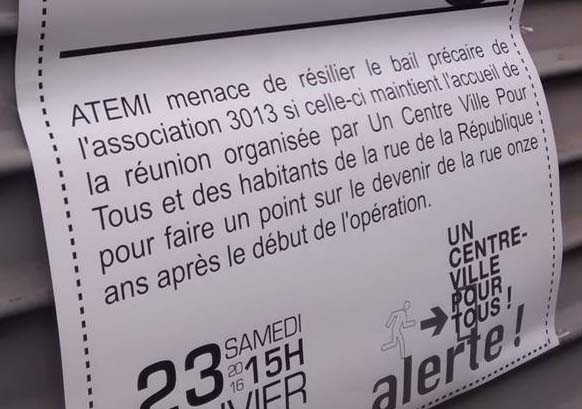 ATEMI menace de résilier le bail précaire de
l'association 3013 si celle-ci maintient l'accueil de
la réunion organisée par Un Centre Ville Pour
Tous et des habitants de la rue de la République
pour faire un point sur le devenir de la rue onze
ans après le début de l'opération.
UN
CENTRE-
VILLE
POUR
TOUS !
alerte !
23
SAMEDI
2016
15H